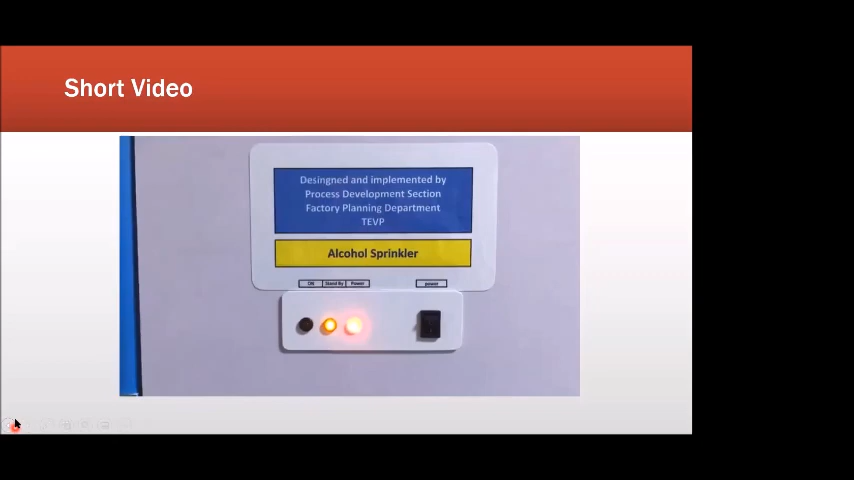 Short Video
Desingned and implemented by
Process Development Section
Factory Planning Department
TEVP
Alcohol Sprinkler
ON Stand By Power power